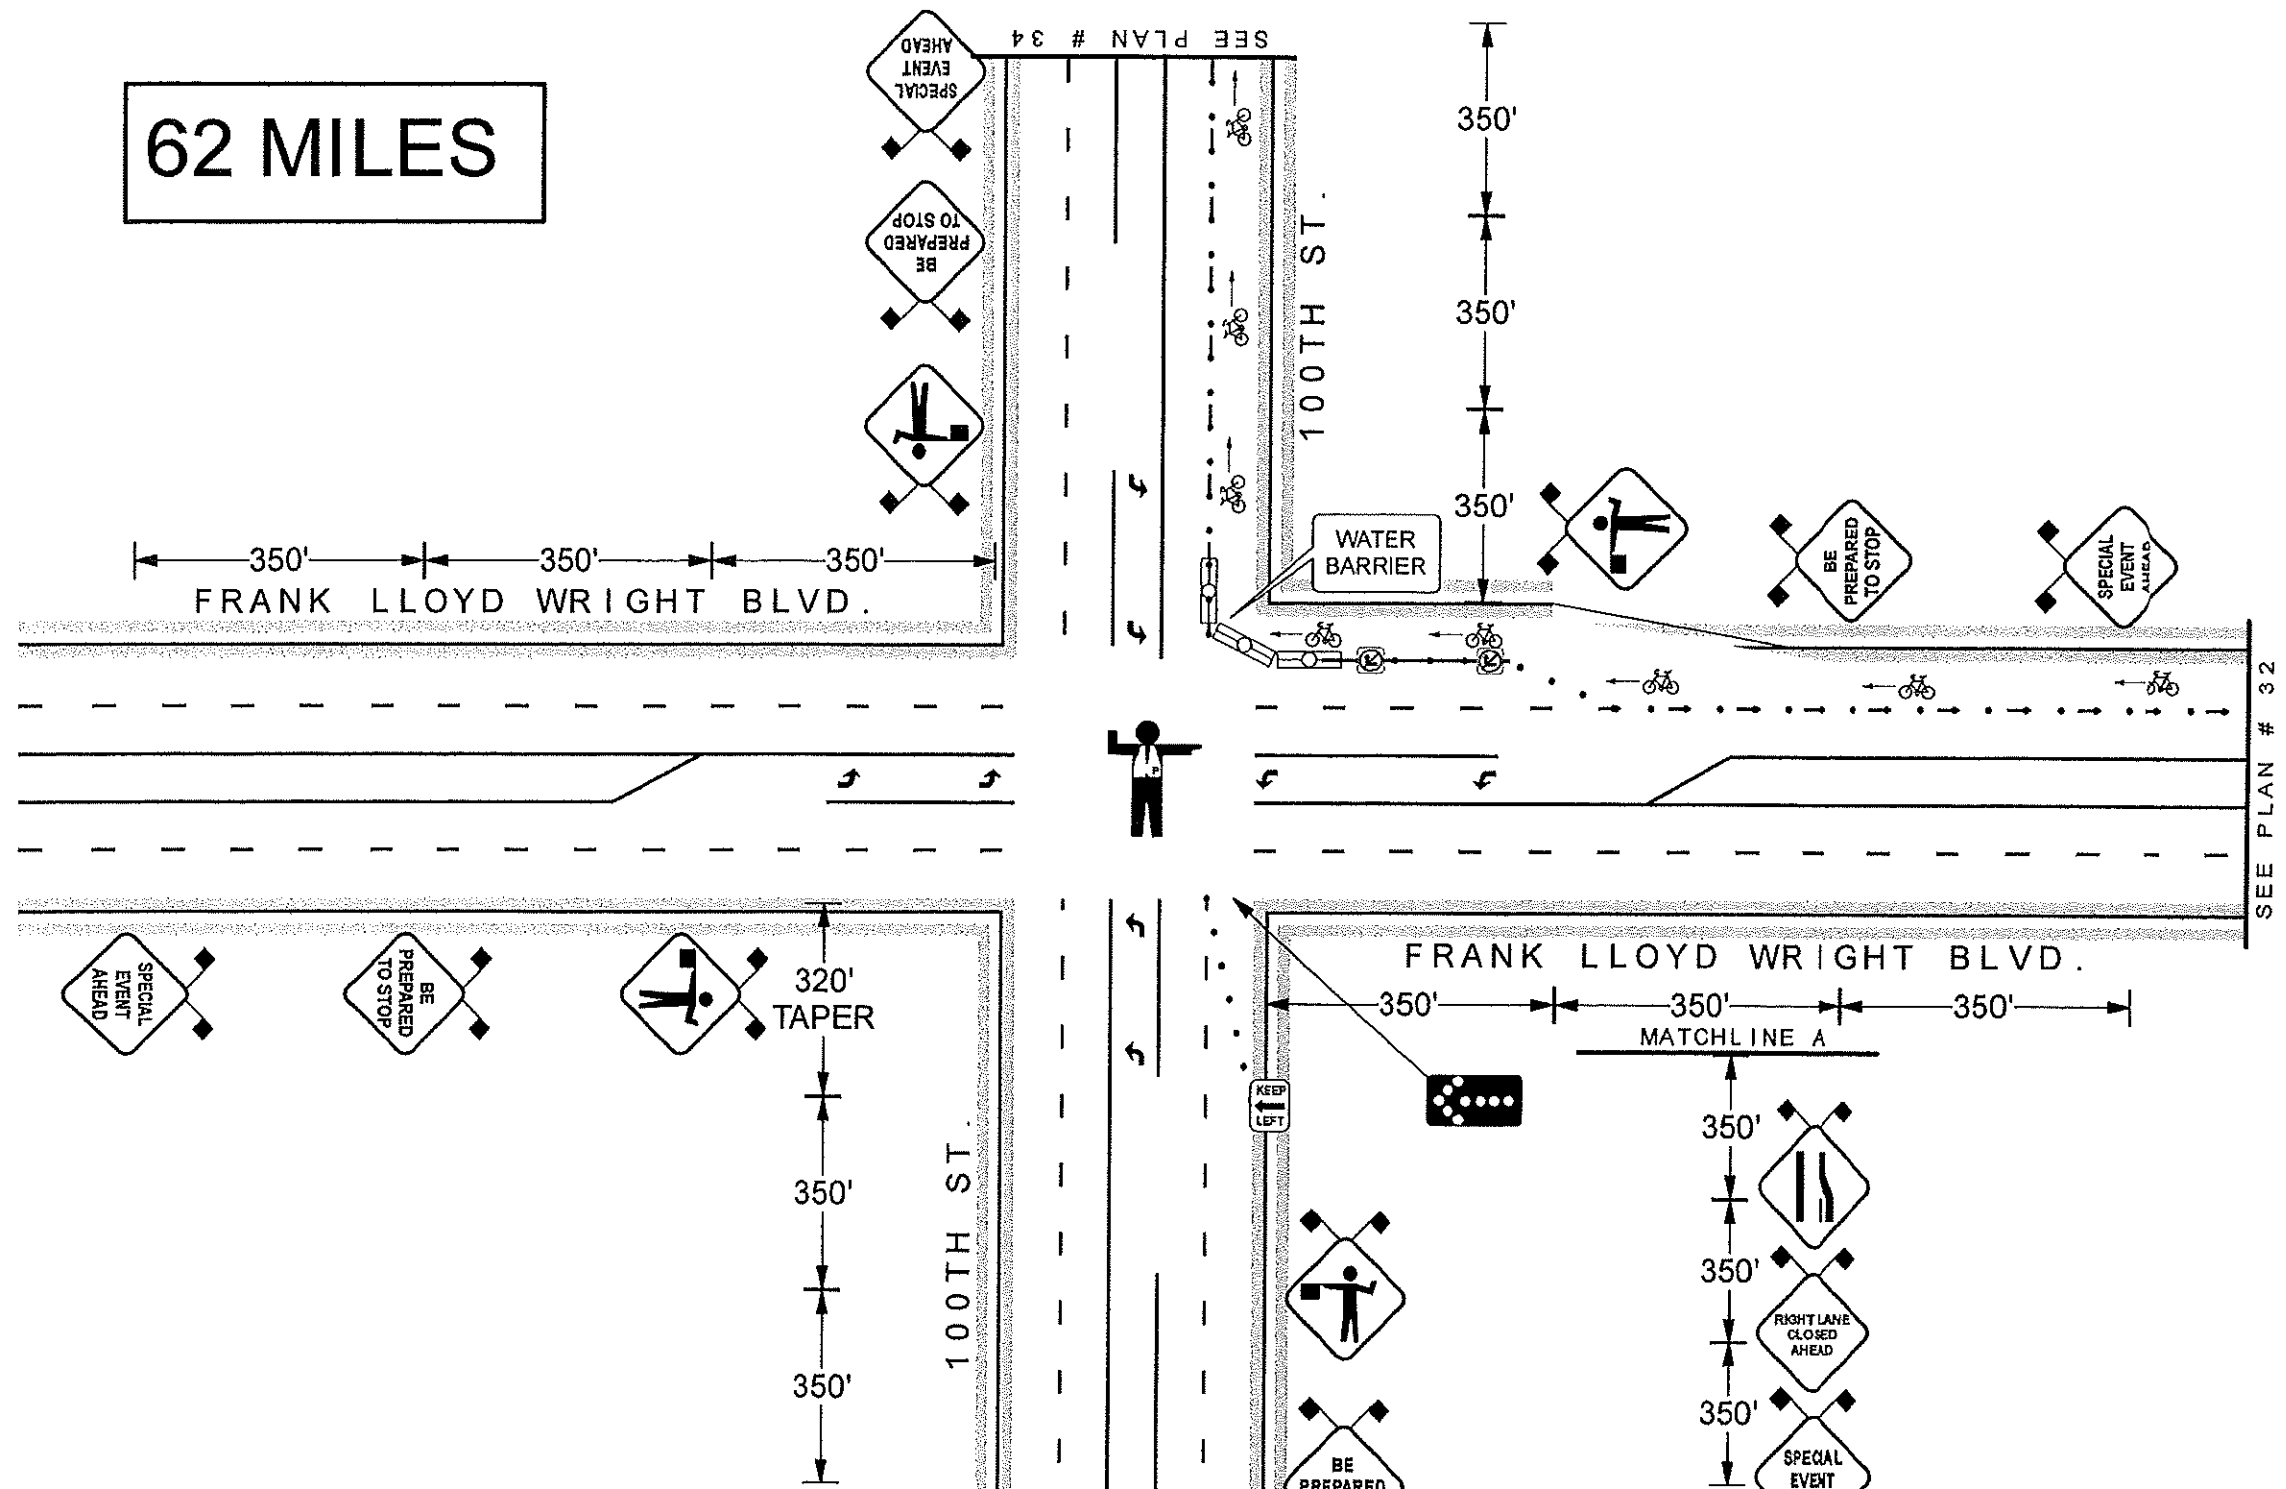 SEE PLAN # 34
SPECIAL
EVENT
AHEAD
62 MILES
350'
BE
PREPARED
TO STOP
100TH ST.
350'
350'
WATER
BARRIER
BE
PREPARED
TO STOP
SPECIAL
EVENT
AHEAD
350'
350'
350'
FRANK LLOYD WRIGHT BLVD.
SEE PLAN # 32
P
SPECIAL
EVENT
AHEAD
BE
PREPARED
TO STOP
320'
TAPER
FRANK LLOYD WRIGHT BLVD.
350'
350'
350'
MATCHLINE A
KEEP
LEFT
350'
350'
100TH ST.
350'
RIGHT LANE
CLOSED
AHEAD
350'
350'
BE
PREPARED
SPECIAL
EVENT